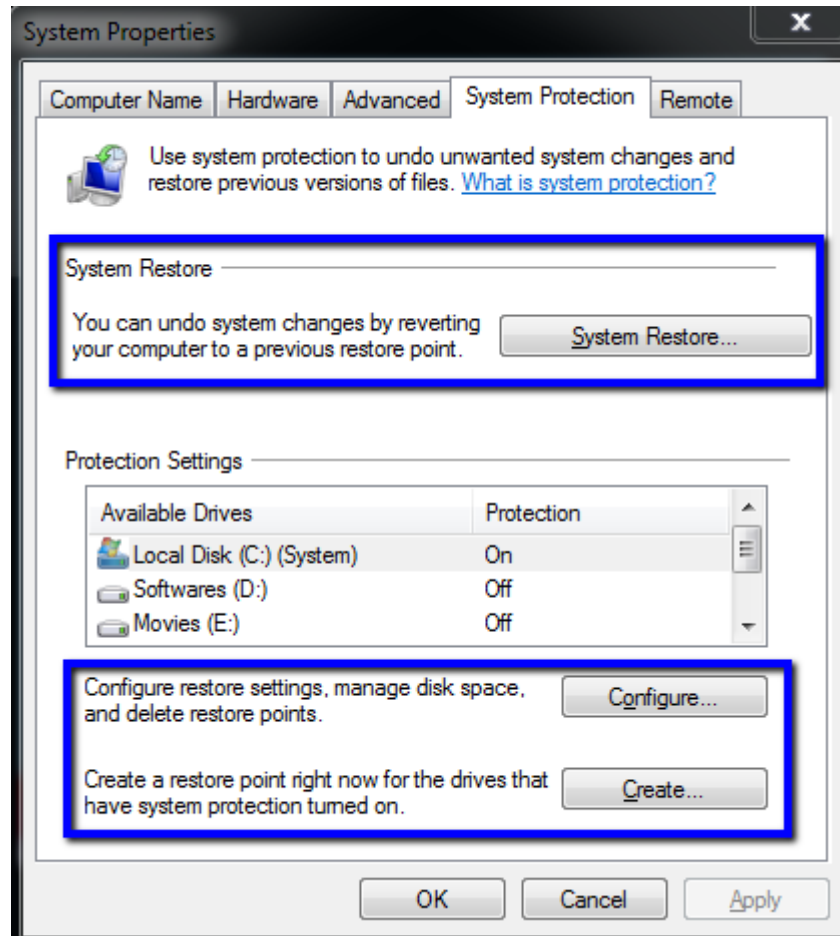 System Properties
x
Computer Name Hardware Advanced System Protection Remote
Use system protection to undo unwanted system changes and
restore previous versions of files. What is system protection?
System Restore
You can undo system changes by reverting
your computer to a previous restore point.
System Restore...
Protection Settings
Available Drives Protection
Local Disk (C:) (System) On
Softwares (D:) Off
Movies (E:) Off
Configure restore settings, manage disk space,
and delete restore points.
Configure...
Create a restore point right now for the drives that
have system protection turned on.
Create...
OK Cancel Apply